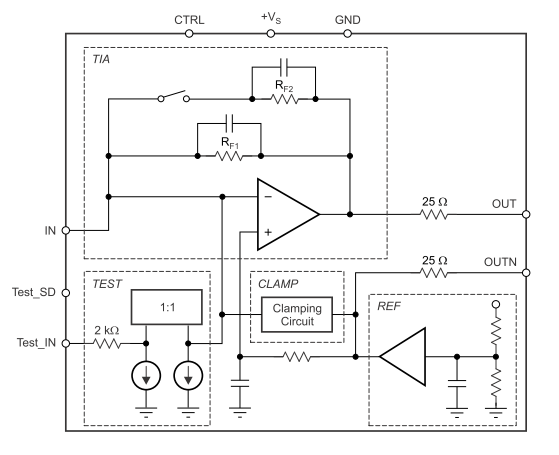 CTRL
+VS
GND
TIA
RF2
RF1
−
+
IN
25 Ω
OUT
25 Ω
OUTN
Test_SD
TEST
1:1
CLAMP
Clamping
Circuit
REF
2 kΩ
Test_IN